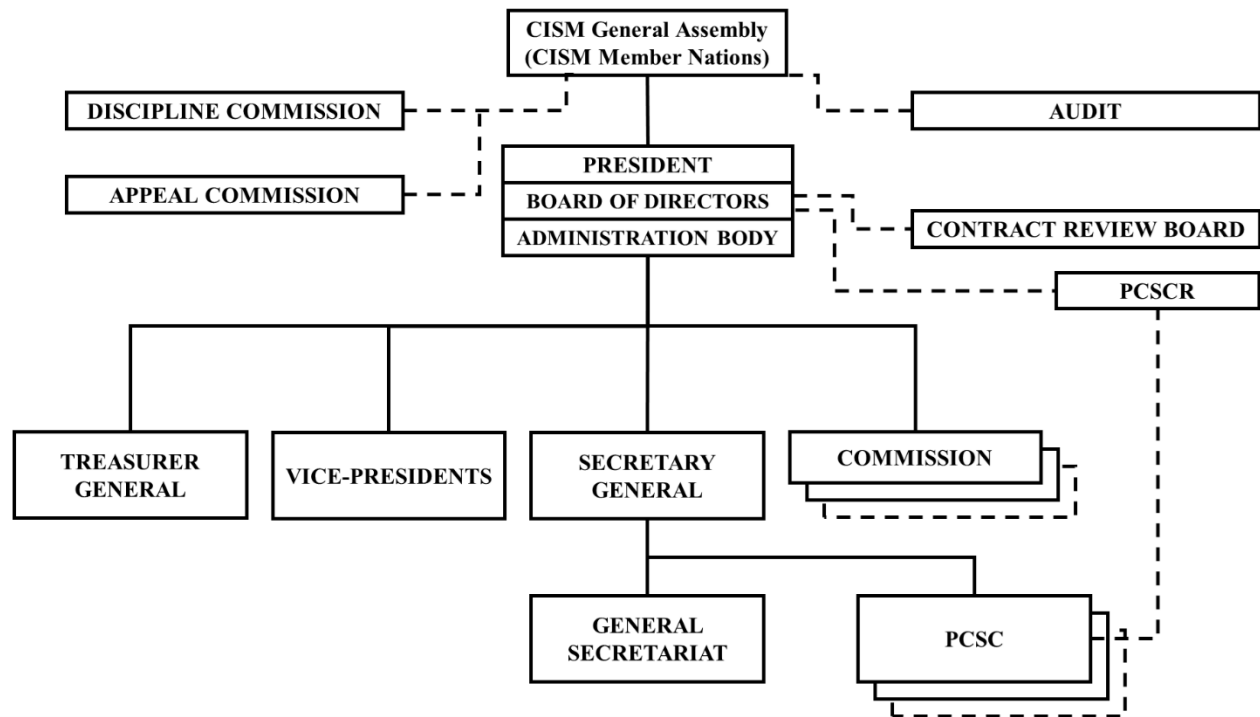 CISM General Assembly
(CISM Member Nations)
DISCIPLINE COMMISSION
AUDIT
PRESIDENT
APPEAL COMMISSION
BOARD OF DIRECTORS
CONTRACT REVIEW BOARD
ADMINISTRATION BODY
PCSCR
TREASURER
GENERAL
VICE-PRESIDENTS
SECRETARY
GENERAL
COMMISSION
GENERAL
SECRETARIAT
PCSC